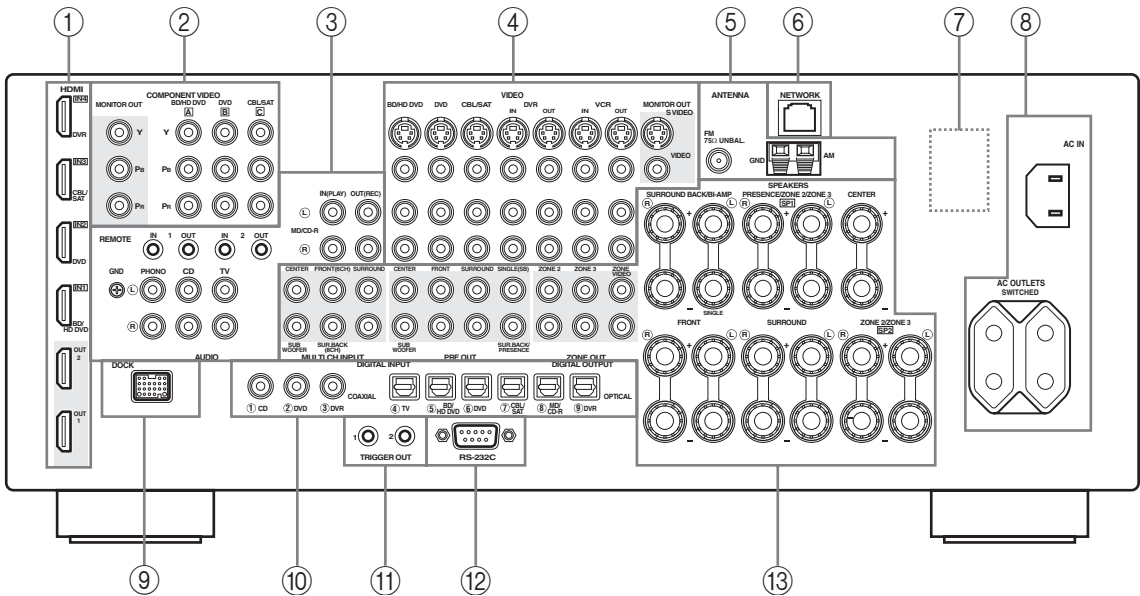 ① ② ③ ④ ⑤ ⑥ ⑦ ⑧
HDMI
IN4
DVR
IN3
CBL/
SAT
IN2
DVD
IN1
BD/
HD DVD
OUT
2
OUT
1
COMPONENT VIDEO
MONITOR OUT
BD/HD DVD DVD CBL/SAT
A B C
Y Y
PB PB
PR PR
REMOTE IN 1 OUT IN 2 OUT
GND PHONO CD TV
L
R
AUDIO
IN(PLAY) OUT(REC)
L
MD/CD-R
R
VIDEO
BD/HD DVD DVD CBL/SAT DVR VCR MONITOR OUT
IN OUT IN OUT S VIDEO
VIDEO
CENTER FRONT(6CH) SURROUND CENTER FRONT SURROUND SINGLE(SB) ZONE 2 ZONE 3 ZONE
VIDEO
SUB
WOOFER
SUR.BACK
(8CH)
SUB
WOOFER
SUR.BACK/
PRESENCE
MULTI CH INPUT PRE OUT ZONE OUT
ANTENNA
FM
75Ω UNBAL.
NETWORK
GND AM
SPEAKERS
SURROUND BACK/BI-AMP PRESENCE/ZONE 2/ZONE 3 CENTER
SP1
R L R L
+ + +
– – –
SINGLE
FRONT SURROUND ZONE 2/ZONE 3
SP2
R L R L R L
+ + +
– – –
AC IN
AC OUTLETS
SWITCHED
DOCK
DIGITAL INPUT DIGITAL OUTPUT
COAXIAL OPTICAL
① CD ② DVD ③ DVR ④ TV ⑤ BD/
HD DVD ⑥ DVD ⑦ CBL/
SAT ⑧ MD/
CD-R ⑨ DVR
1 2
TRIGGER OUT
RS-232C
⑨ ⑩ ⑪ ⑫ ⑬